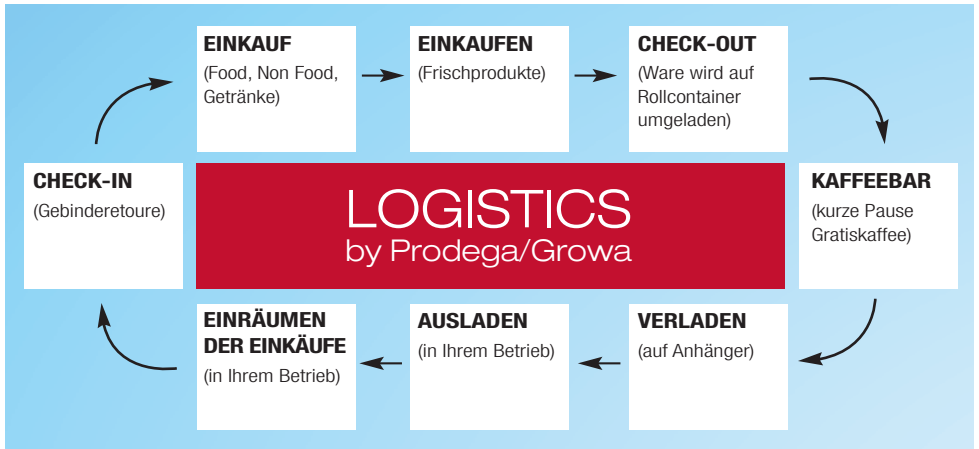 EINKAUF
(Food, Non Food,
Getränke)
EINKAUFEN
(Frischprodukte)
CHECK-OUT
(Ware wird auf
Rollcontainer
umgeladen)
CHECK-IN
(Gebinderetoure)
LOGISTICS
by Prodega/Growa
KAFFEEBAR
(kurze Pause
Gratiskaffee)
EINRÄUMEN
DER EINKÄUFE
(in Ihrem Betrieb)
AUSLADEN
(in Ihrem Betrieb)
VERLADEN
(auf Anhänger)